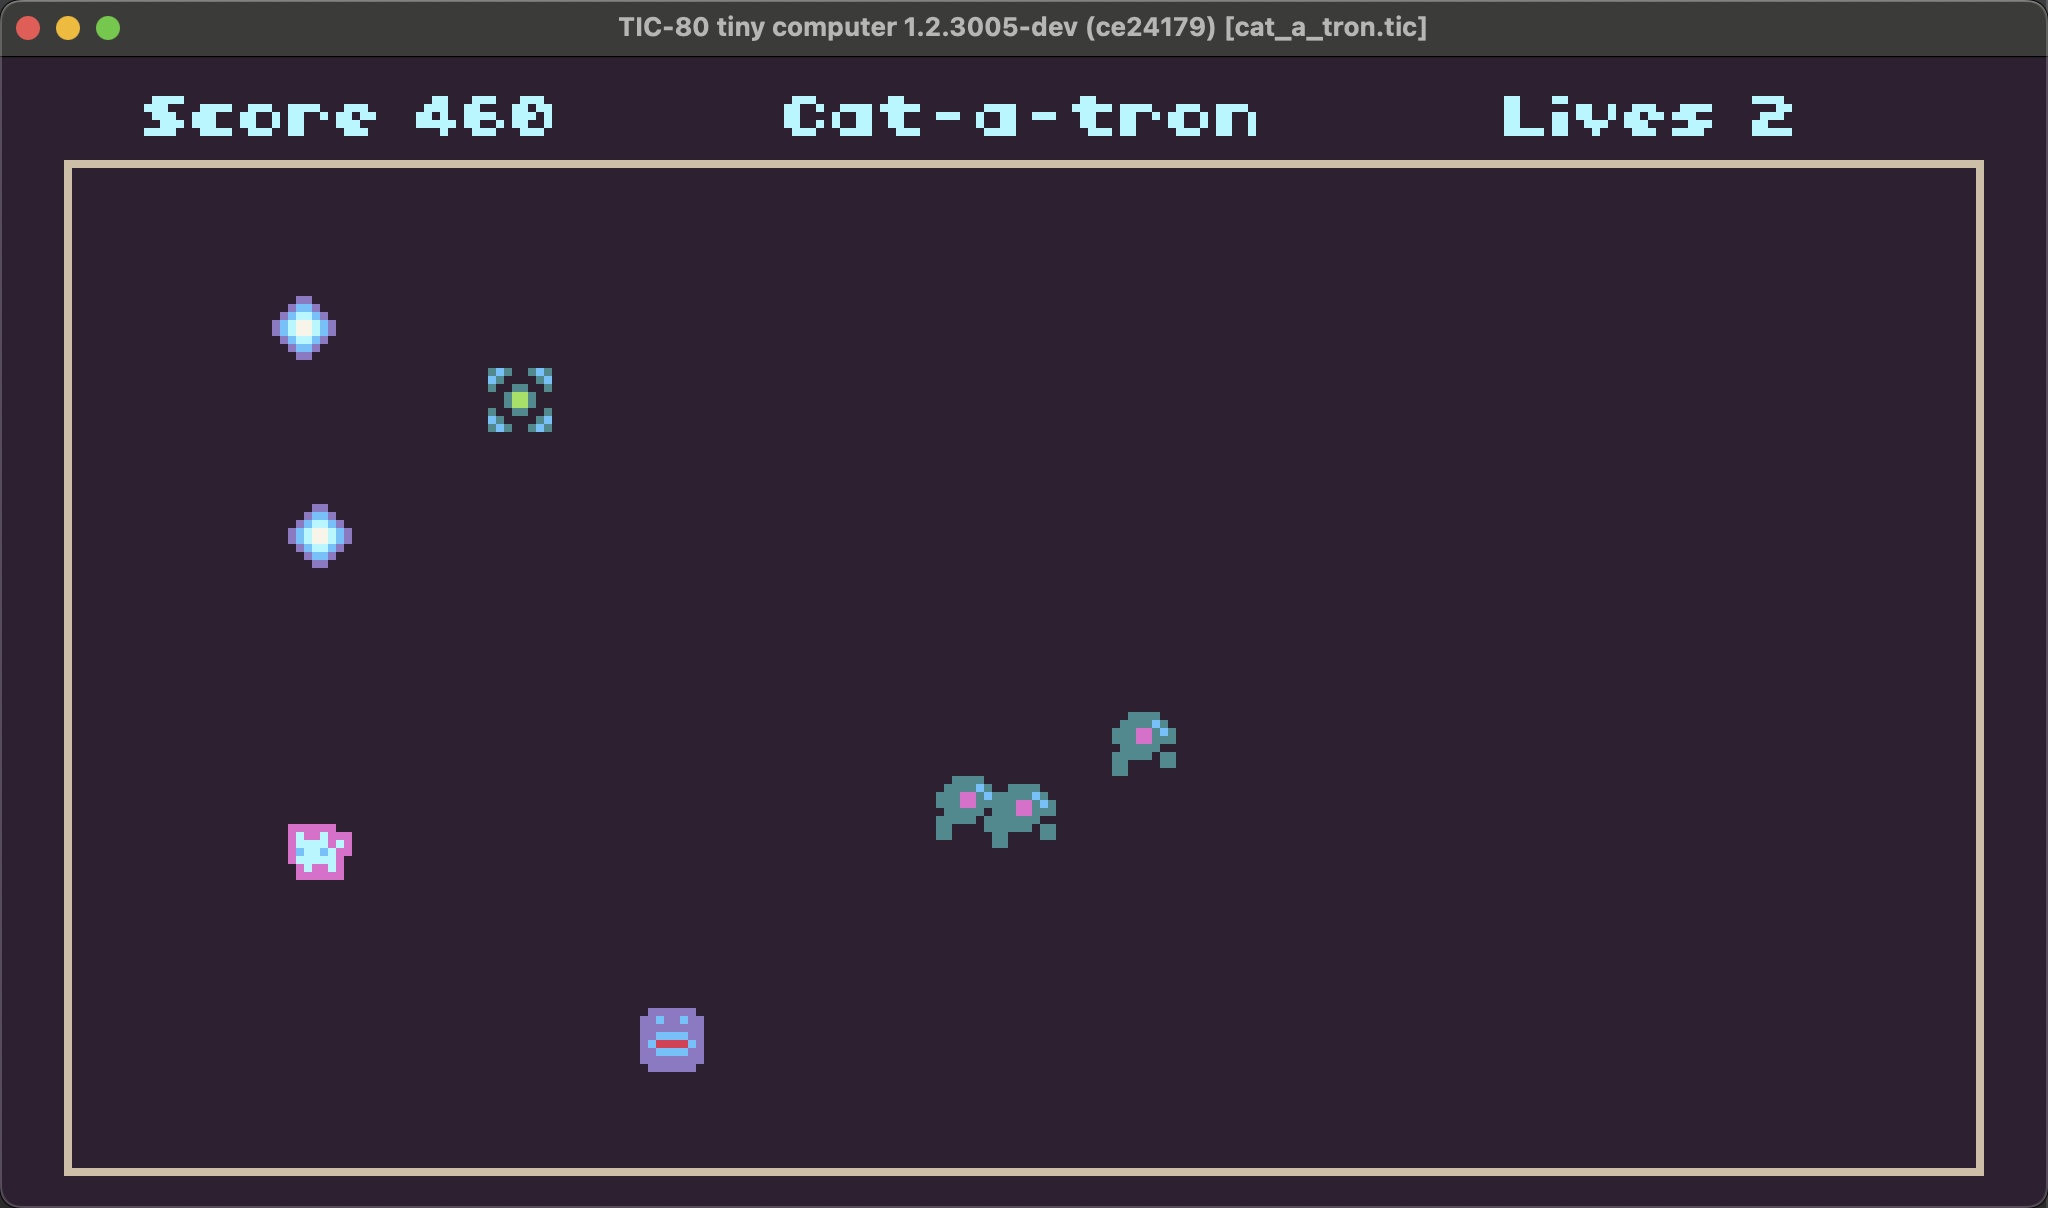 TIC-80 tiny computer 1.2.3005-dev (ce24179) [cat_a_tron.tic]
Score 460 Cat-a-tron Lives 2